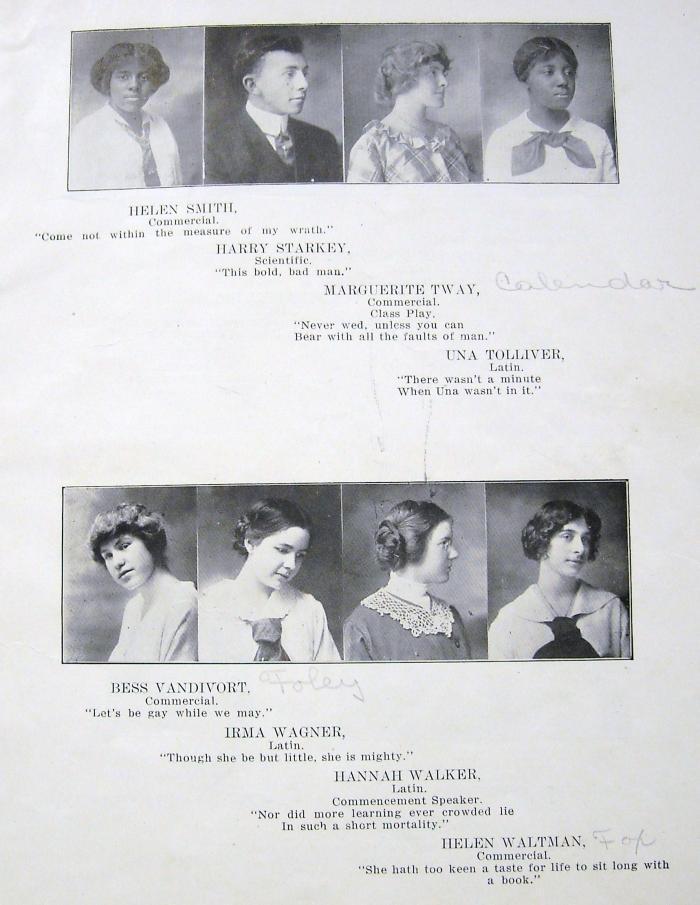 HELEN SMITH,
Commercial.
"Come not within the measure of my wrath."
HARRY STARKEY,
Scientific.
"This bold, bad man."
MARGUERITE TWAY, Calendar
Commercial.
Class Play.
"Never wed, unless you can
Bear with all the faults of man."
UNA TOLLIVER,
Latin.
"There wasn't a minute
When Una wasn't in it."
BESS VANDIVORT, Foley
Commercial.
"Let's be gay while we may."
IRMA WAGNER,
Latin.
"Though she be but little, she is mighty."
HANNAH WALKER,
Latin.
Commencement Speaker.
"Nor did more learning ever crowded lie
In such a short mortality."
HELEN WALTMAN,
Commercial.
"She hath too keen a taste for life to sit long with
a book."